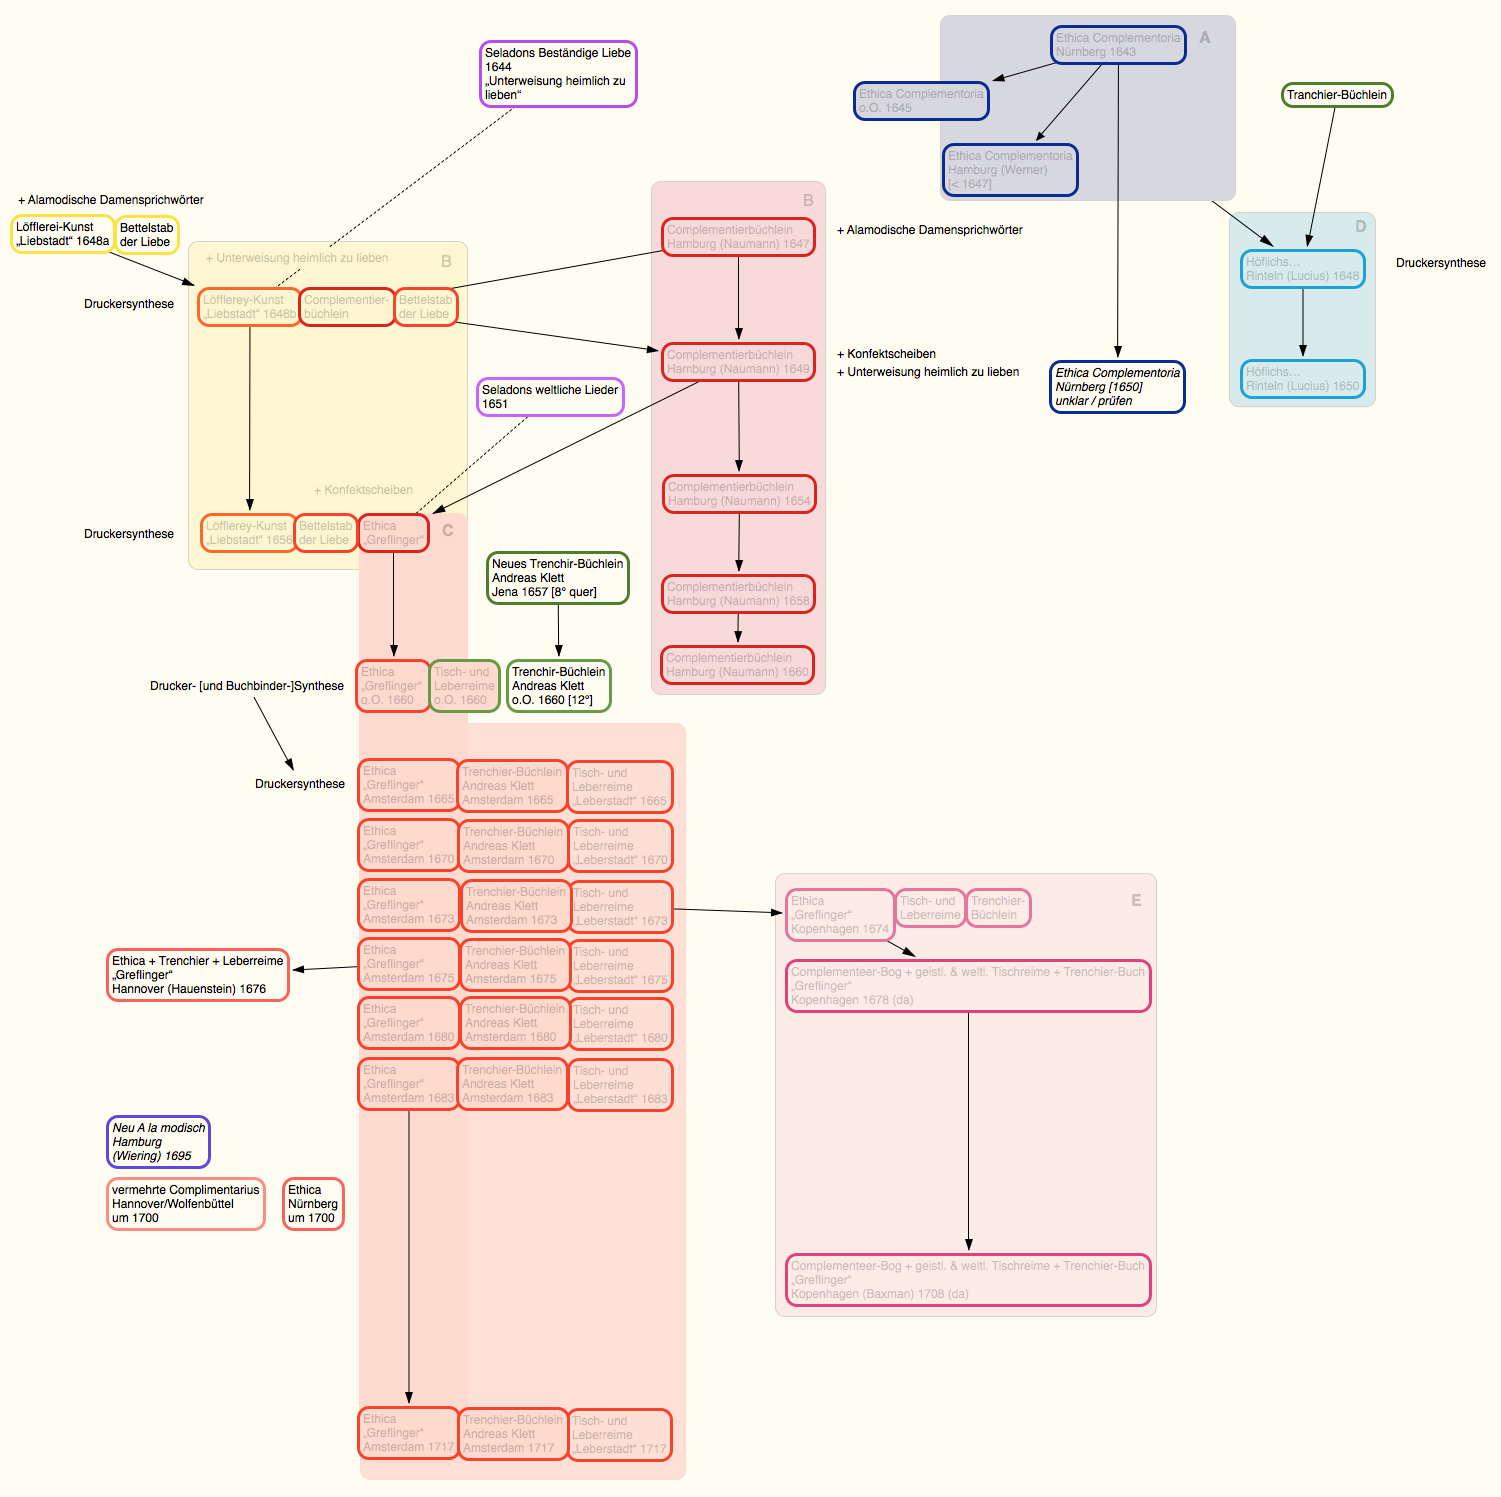 Seladons Beständige Liebe
1644
„Unterweisung heimlich zu
lieben“
A
Ethica Complementoria
Nürnberg 1643
Ethica Complementoria
o.O. 1645
Ethica Complementoria
Hamburg (Werner)
[< 1647]
Tranchier-Büchlein
+ Alamodische Damensprichwörter
Löfflerei-Kunst
„Liebstadt“ 1648a
Bettelstab
der Liebe
B
+ Unterweisung heimlich zu lieben
Druckersynthese
Löfflerey-Kunst
„Liebstadt“ 1648b
Complementier-
büchlein
Bettelstab
der Liebe
B
Complementierbüchlein
Hamburg (Naumann) 1647
+ Alamodische Damensprichwörter
D
Höflichs…
Rinteln (Lucius) 1648
Druckersynthese
Complementierbüchlein
Hamburg (Naumann) 1649
+ Konfektscheiben
+ Unterweisung heimlich zu lieben
Ethica Complementoria
Nürnberg [1650]
unklar / prüfen
Höflichs…
Rinteln (Lucius) 1650
Seladons weltliche Lieder
1651
+ Konfektscheiben
Druckersynthese
Löfflerey-Kunst
„Liebstadt“ 1656
Bettelstab
der Liebe
Ethica
„Greflinger“
C
Complementierbüchlein
Hamburg (Naumann) 1654
Neues Trenchir-Büchlein
Andreas Klett
Jena 1657 [8° quer]
Complementierbüchlein
Hamburg (Naumann) 1658
Complementierbüchlein
Hamburg (Naumann) 1660
Drucker- [und Buchbinder-]Synthese
Ethica
„Greflinger“
o.O. 1660
Tisch- und
Leberreime
o.O. 1660
Trenchir-Büchlein
Andreas Klett
o.O. 1660 [12°]
Druckersynthese
Ethica
„Greflinger“
Amsterdam 1665
Trenchier-Büchlein
Andreas Klett
Amsterdam 1665
Tisch- und
Leberreime
„Leberstadt“ 1665
Ethica
„Greflinger“
Amsterdam 1670
Trenchier-Büchlein
Andreas Klett
Amsterdam 1670
Tisch- und
Leberreime
„Leberstadt“ 1670
Ethica
„Greflinger“
Amsterdam 1673
Trenchier-Büchlein
Andreas Klett
Amsterdam 1673
Tisch- und
Leberreime
„Leberstadt“ 1673
E
Ethica
„Greflinger“
Kopenhagen 1674
Tisch- und
Leberreime
Trenchier-
Büchlein
Ethica + Trenchier + Leberreime
„Greflinger“
Hannover (Hauenstein) 1676
Ethica
„Greflinger“
Amsterdam 1675
Trenchier-Büchlein
Andreas Klett
Amsterdam 1675
Tisch- und
Leberreime
„Leberstadt“ 1675
Complementeer-Bog + geistl. & weltl. Tischreime + Trenchier-Buch
„Greflinger“
Kopenhagen 1678 (da)
Ethica
„Greflinger“
Amsterdam 1680
Trenchier-Büchlein
Andreas Klett
Amsterdam 1680
Tisch- und
Leberreime
„Leberstadt“ 1680
Ethica
„Greflinger“
Amsterdam 1683
Trenchier-Büchlein
Andreas Klett
Amsterdam 1683
Tisch- und
Leberreime
„Leberstadt“ 1683
Neu A la modisch
Hamburg
(Wiering) 1695
vermehrte Complimentarius
Hannover/Wolfenbüttel
um 1700
Ethica
Nürnberg
um 1700
Complementeer-Bog + geistl. & weltl. Tischreime + Trenchier-Buch
„Greflinger“
Kopenhagen (Baxman) 1708 (da)
Ethica
„Greflinger“
Amsterdam 1717
Trenchier-Büchlein
Andreas Klett
Amsterdam 1717
Tisch- und
Leberreime
„Leberstadt“ 1717